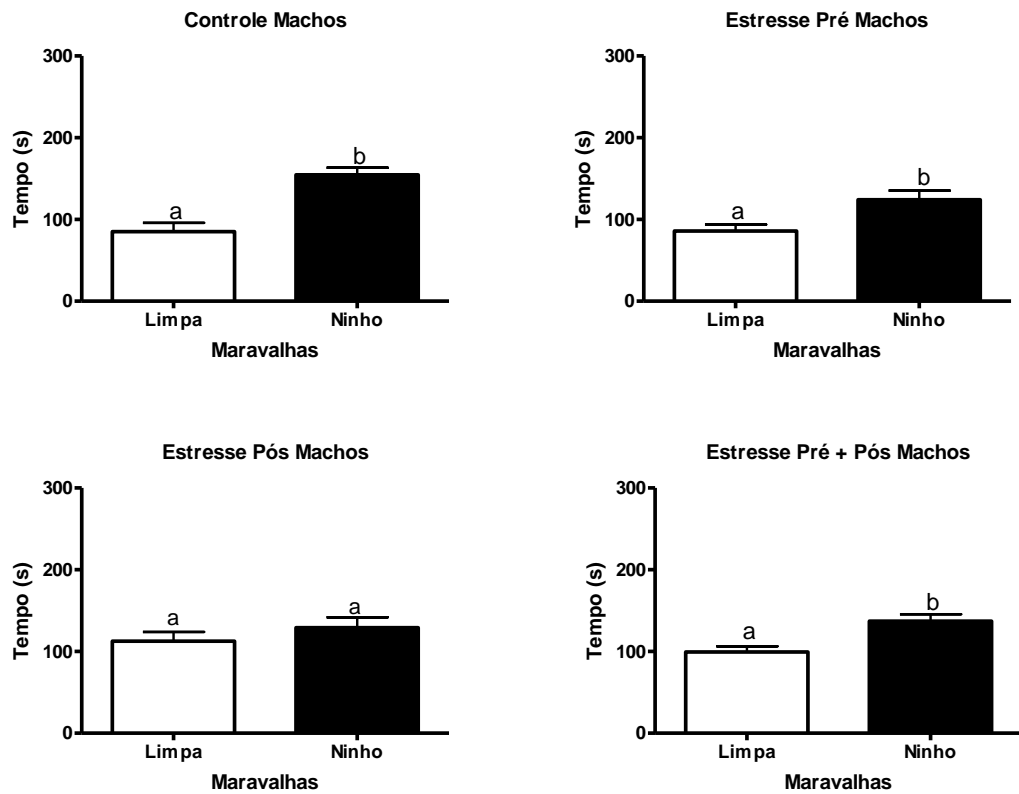 Controle Machos
300
200
100
0
Tempo (s)
a
b
Limpa
Ninho
Maravalhas
Estresse Pré Machos
300
200
100
0
Tempo (s)
a
b
Limpa
Ninho
Maravalhas
Estresse Pós Machos
300
200
100
0
Tempo (s)
a
a
Limpa
Ninho
Maravalhas
Estresse Pré + Pós Machos
300
200
100
0
Tempo (s)
a
b
Limpa
Ninho
Maravalhas